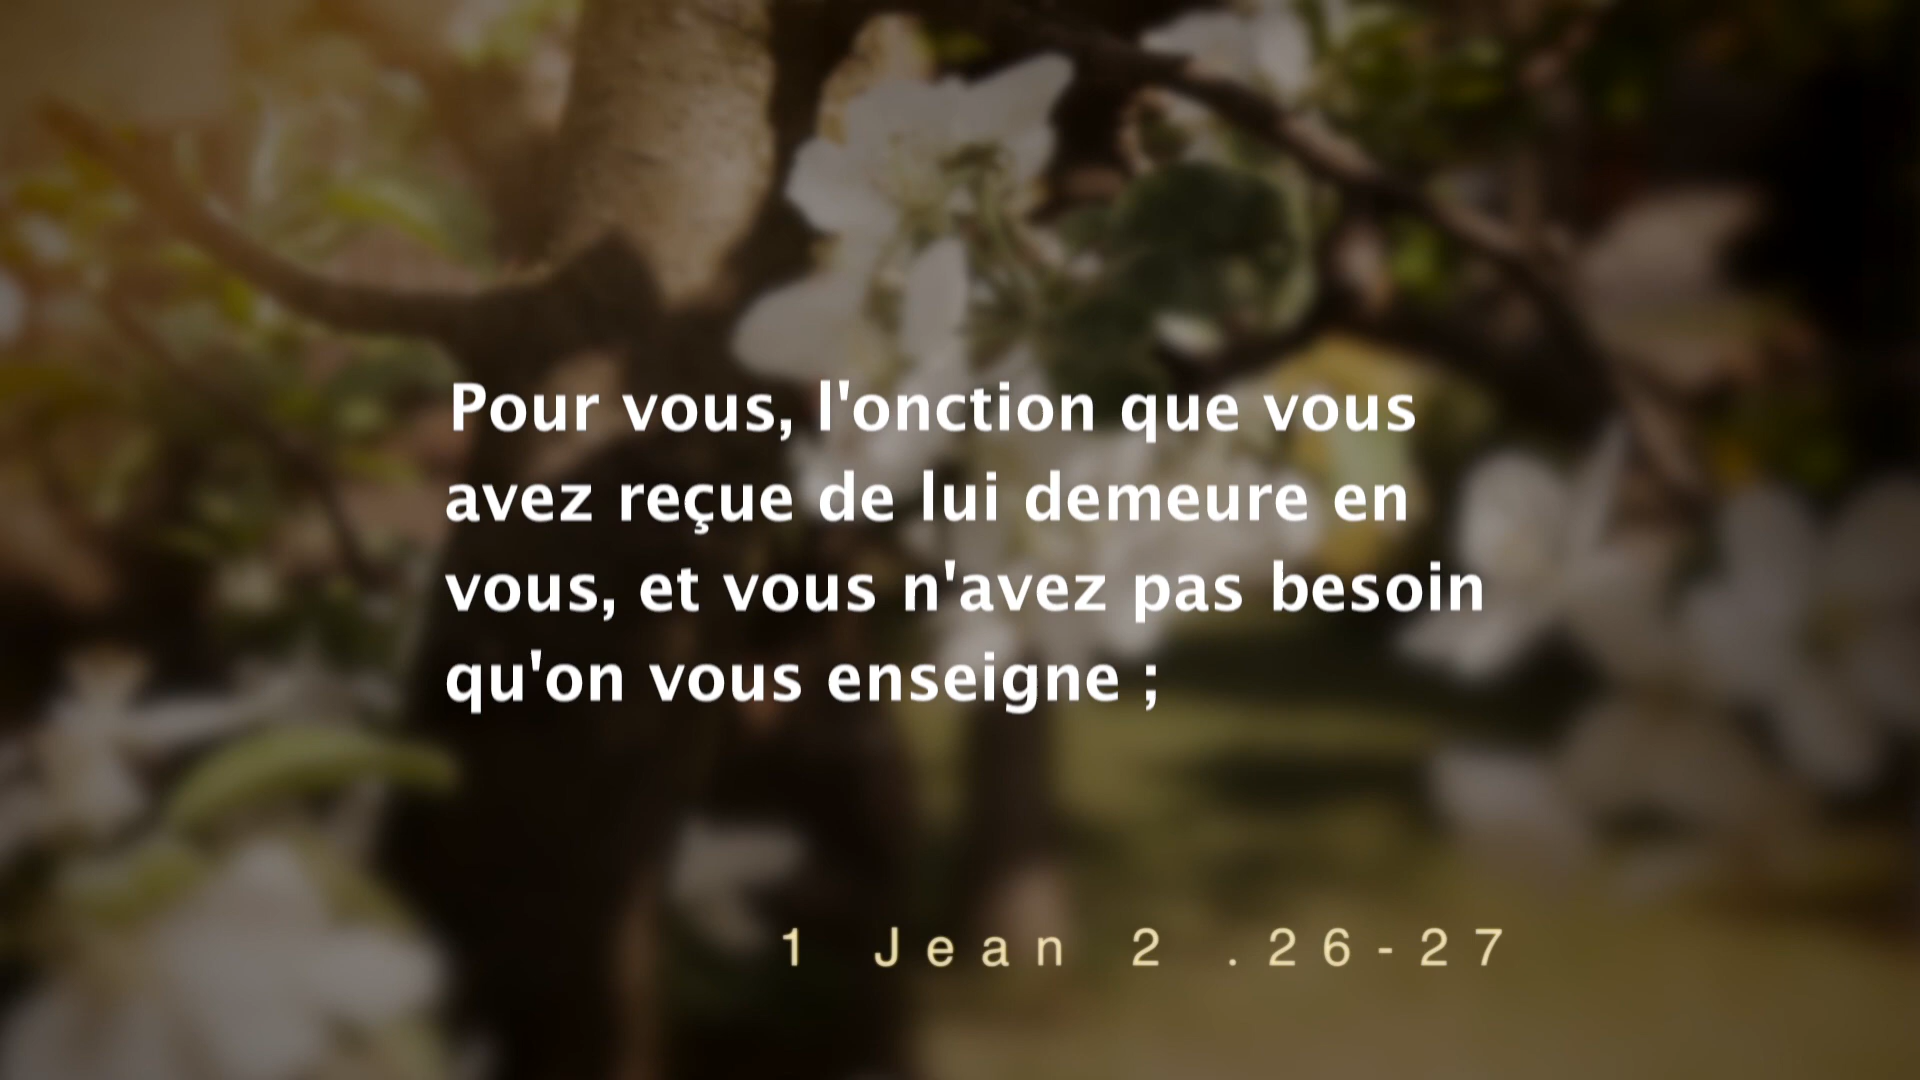 Pour vous, l'onction que vous
avez reçue de lui demeure en
vous, et vous n'avez pas besoin
qu'on vous enseigne ;
1 Jean 2 .26-27